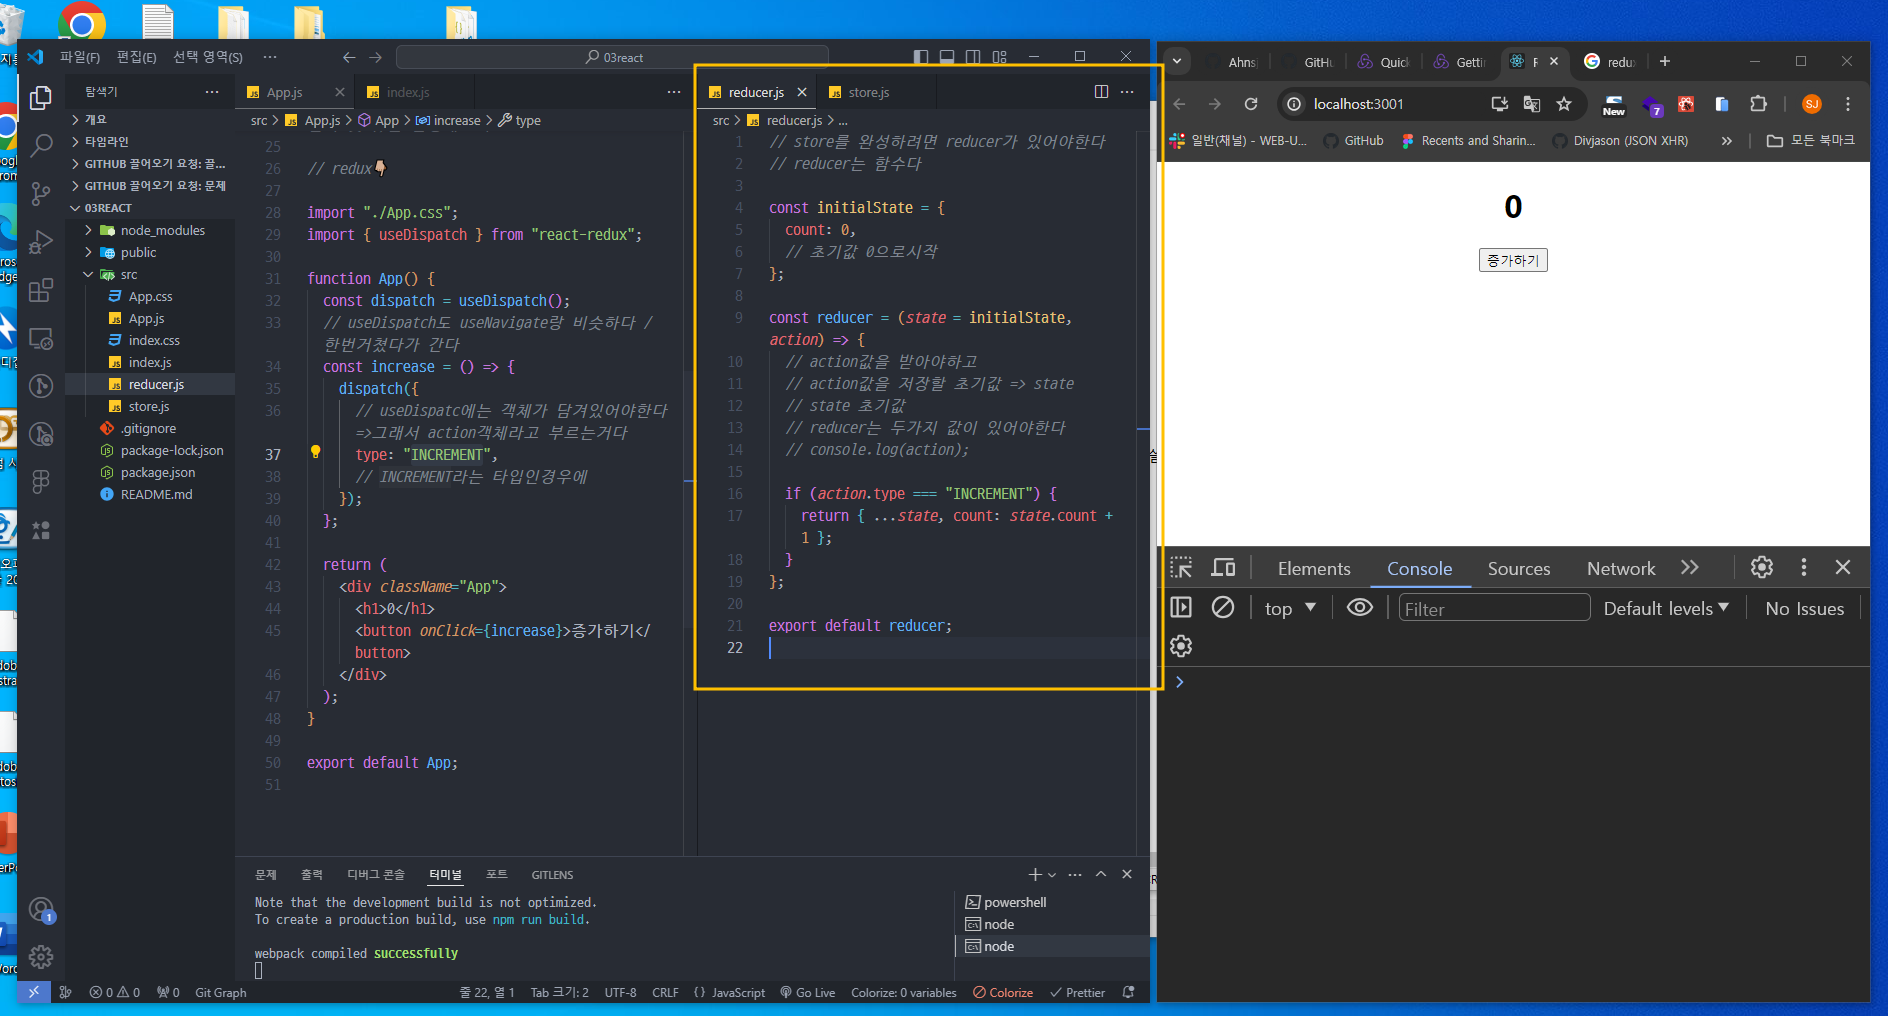 파일(F) 편집(E) 선택 영역(S) ··· 03react
탐색기
개요
타임라인
GITHUB 끌어오기 요청: 끌...
GITHUB 끌어오기 요청: 문제
03REACT
node_modules
public
src
App.css
App.js
index.css
index.js
reducer.js
store.js
.gitignore
package-lock.json
package.json
README.md
App.js index.js
src > App.js > App > increase > type
25
26 // redux👇🏼
27
28 import "./App.css";
29 import { useDispatch } from "react-redux";
30
31 function App() {
32 const dispatch = useDispatch();
33 // useDispatch도 useNavigate랑 비슷하다 /
한번거쳤다가 간다
34 const increase = () => {
35 dispatch({
36 // useDispatc에는 객체가 담겨있어야한다
=>그래서 action객체라고 부르는거다
37 type: "INCREMENT",
38 // INCREMENT라는 타입인경우에
39 });
40 };
41
42 return (
43 <div className="App">
44 <h1>0</h1>
45 <button onClick={increase}>증가하기</
button>
46 </div>
47 );
48 }
49
50 export default App;
51
reducer.js store.js
src > reducer.js > ...
1 // store를 완성하려면 reducer가 있어야한다
2 // reducer는 함수다
3
4 const initialState = {
5 count: 0,
6 // 초기값 0으로시작
7 };
8
9 const reducer = (state = initialState,
action) => {
10 // action값을 받아야하고
11 // action값을 저장할 초기값 => state
12 // state 초기값
13 // reducer는 두가지 값이 있어야한다
14 // console.log(action);
15
16 if (action.type === "INCREMENT") {
17 return { ...state, count: state.count +
1 };
18 }
19 };
20
21 export default reducer;
22
문제 출력 디버그 콘솔 터미널 포트 GITLENS
Note that the development build is not optimized.
To create a production build, use npm run build.
webpack compiled successfully
powershell
node
node
0 0 0 Git Graph 줄 22, 열 1 Tab 크기: 2 UTF-8 CRLF {} JavaScript Go Live Colorize: 0 variables Colorize Prettier
1
Ahns GitHu Quick Gettin redu
localhost:3001 New 7 SJ
일반(채널) - WEB-U... GitHub Recents and Sharin... Divjason (JSON XHR) » 모든 북마크
0
증가하기
Elements Console Sources Network »
top Filter Default levels No Issues